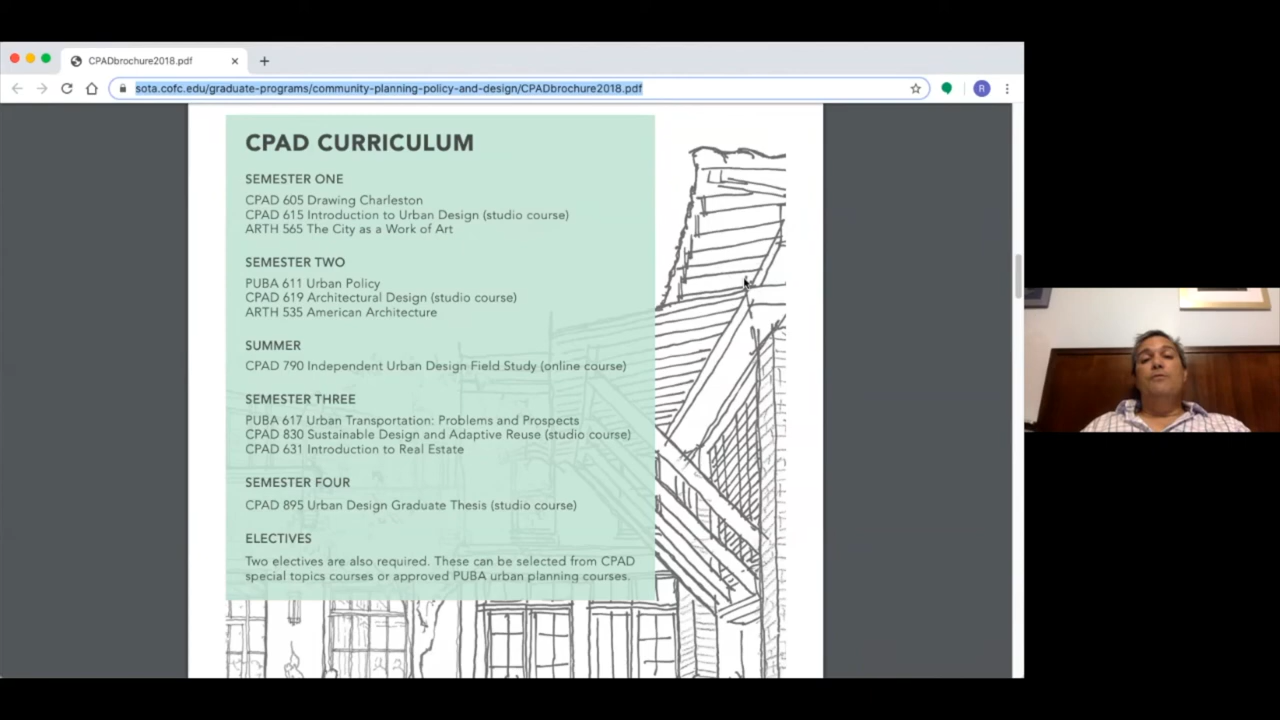 CPADbrochure2018.pdf
sota.cofc.edu/graduate-programs/community-planning-policy-and-design/CPADbrochure2018.pdf
R
CPAD CURRICULUM
SEMESTER ONE
CPAD 605 Drawing Charleston
CPAD 615 Introduction to Urban Design (studio course)
ARTH 565 The City as a Work of Art
SEMESTER TWO
PUBA 611 Urban Policy
CPAD 619 Architectural Design (studio course)
ARTH 535 American Architecture
SUMMER
CPAD 790 Independent Urban Design Field Study (online course)
SEMESTER THREE
PUBA 617 Urban Transportation: Problems and Prospects
CPAD 830 Sustainable Design and Adaptive Reuse (studio course)
CPAD 631 Introduction to Real Estate
SEMESTER FOUR
CPAD 895 Urban Design Graduate Thesis (studio course)
ELECTIVES
Two electives are also required. These can be selected from CPAD
special topics courses or approved PUBA urban planning courses.